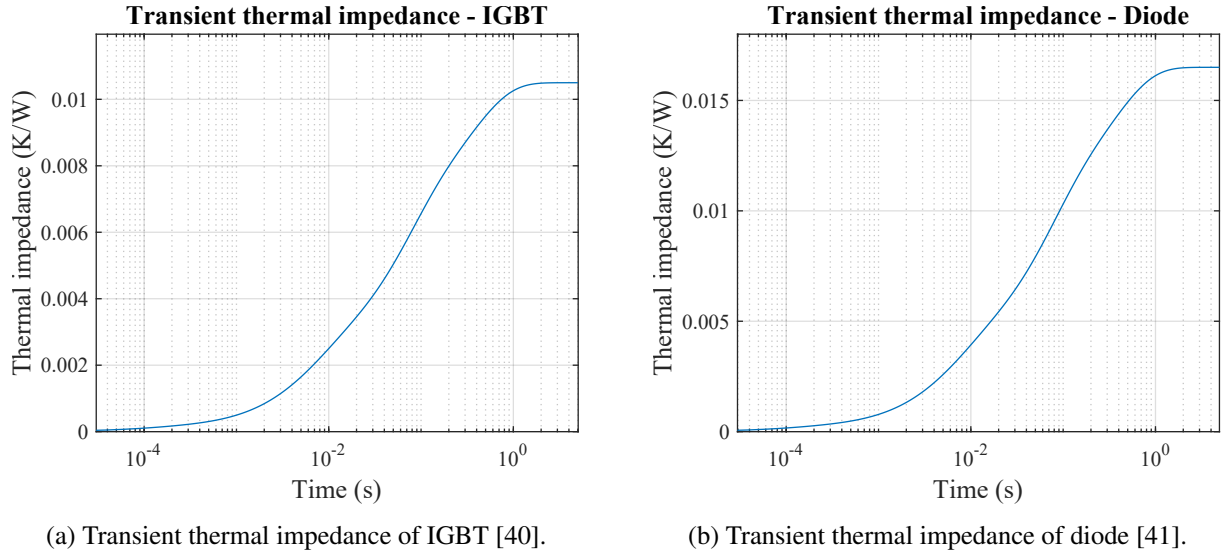 Transient thermal impedance - IGBT
Thermal impedance (K/W)
0.01
0.008
0.006
0.004
0.002
0
10^-4
10^-2
10^0
Time (s)
(a) Transient thermal impedance of IGBT [40].
Transient thermal impedance - Diode
Thermal impedance (K/W)
0.015
0.01
0.005
0
10^-4
10^-2
10^0
Time (s)
(b) Transient thermal impedance of diode [41].